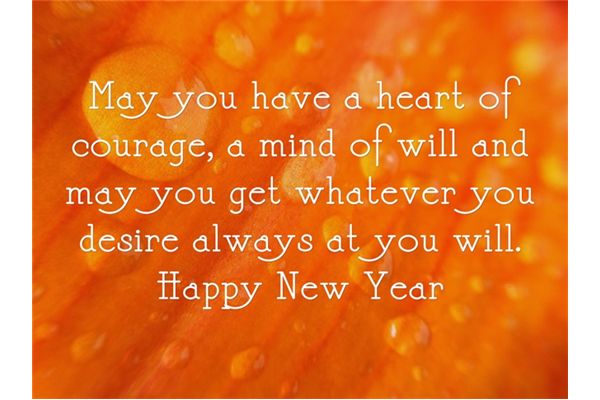 May you have a heart of
courage, a mind of will and
may you get whatever you
desire always at you will.
Happy New Year